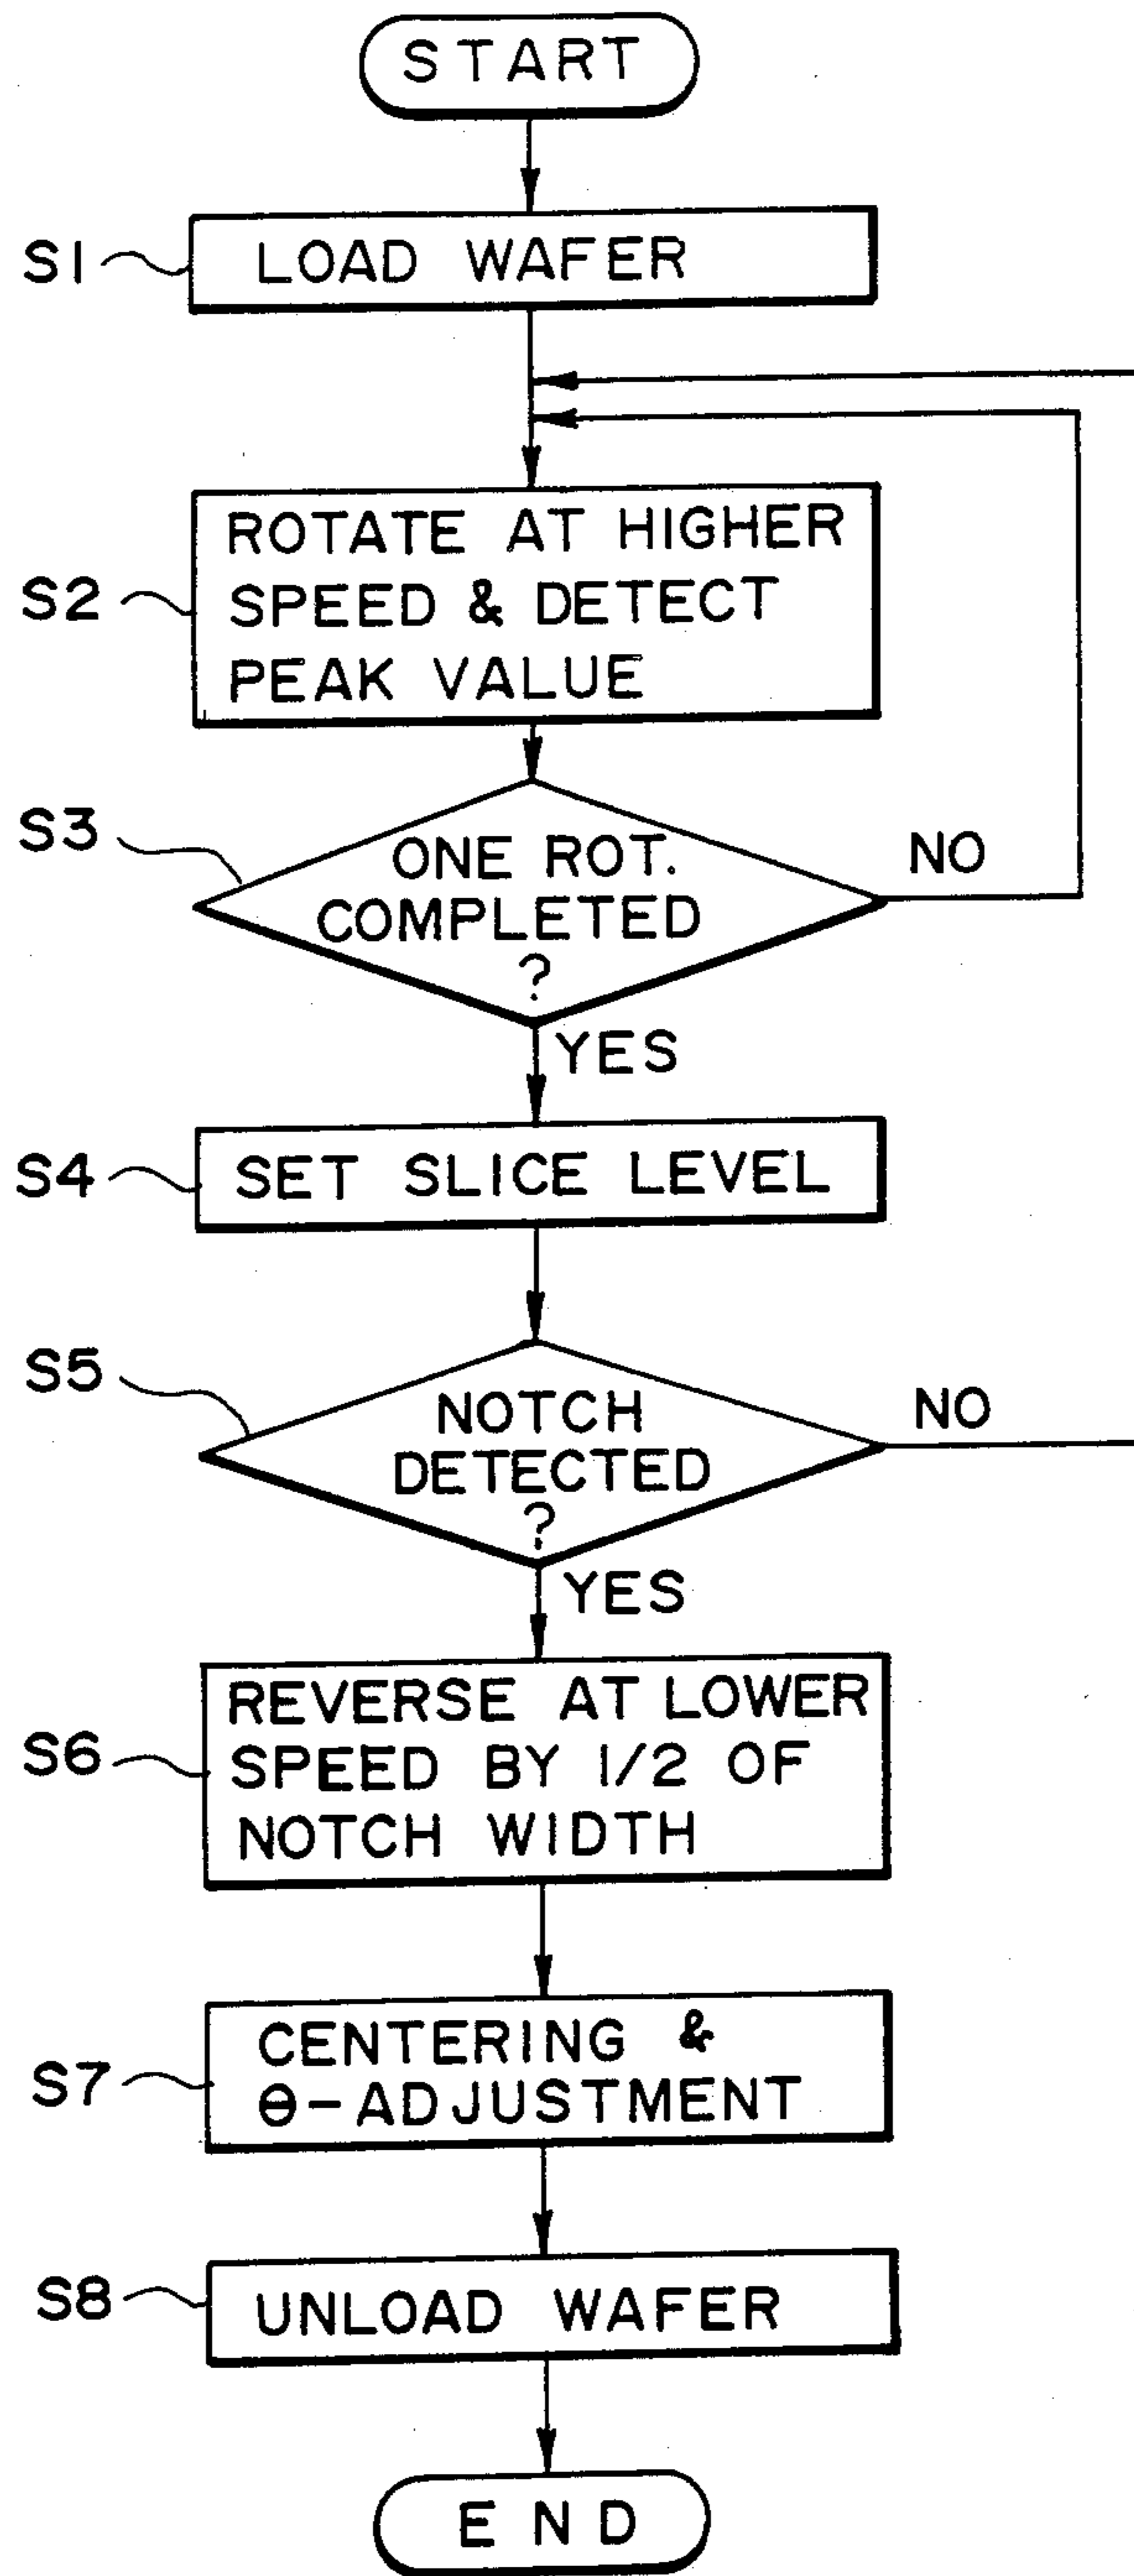 START
S1
LOAD WAFER
S2
ROTATE AT HIGHER
SPEED & DETECT
PEAK VALUE
S3
ONE ROT.
COMPLETED
?
NO
YES
S4
SET SLICE LEVEL
S5
NOTCH
DETECTED
?
NO
YES
S6
REVERSE AT LOWER
SPEED BY 1/2 OF
NOTCH WIDTH
S7
CENTERING &
Θ-ADJUSTMENT
S8
UNLOAD WAFER
END